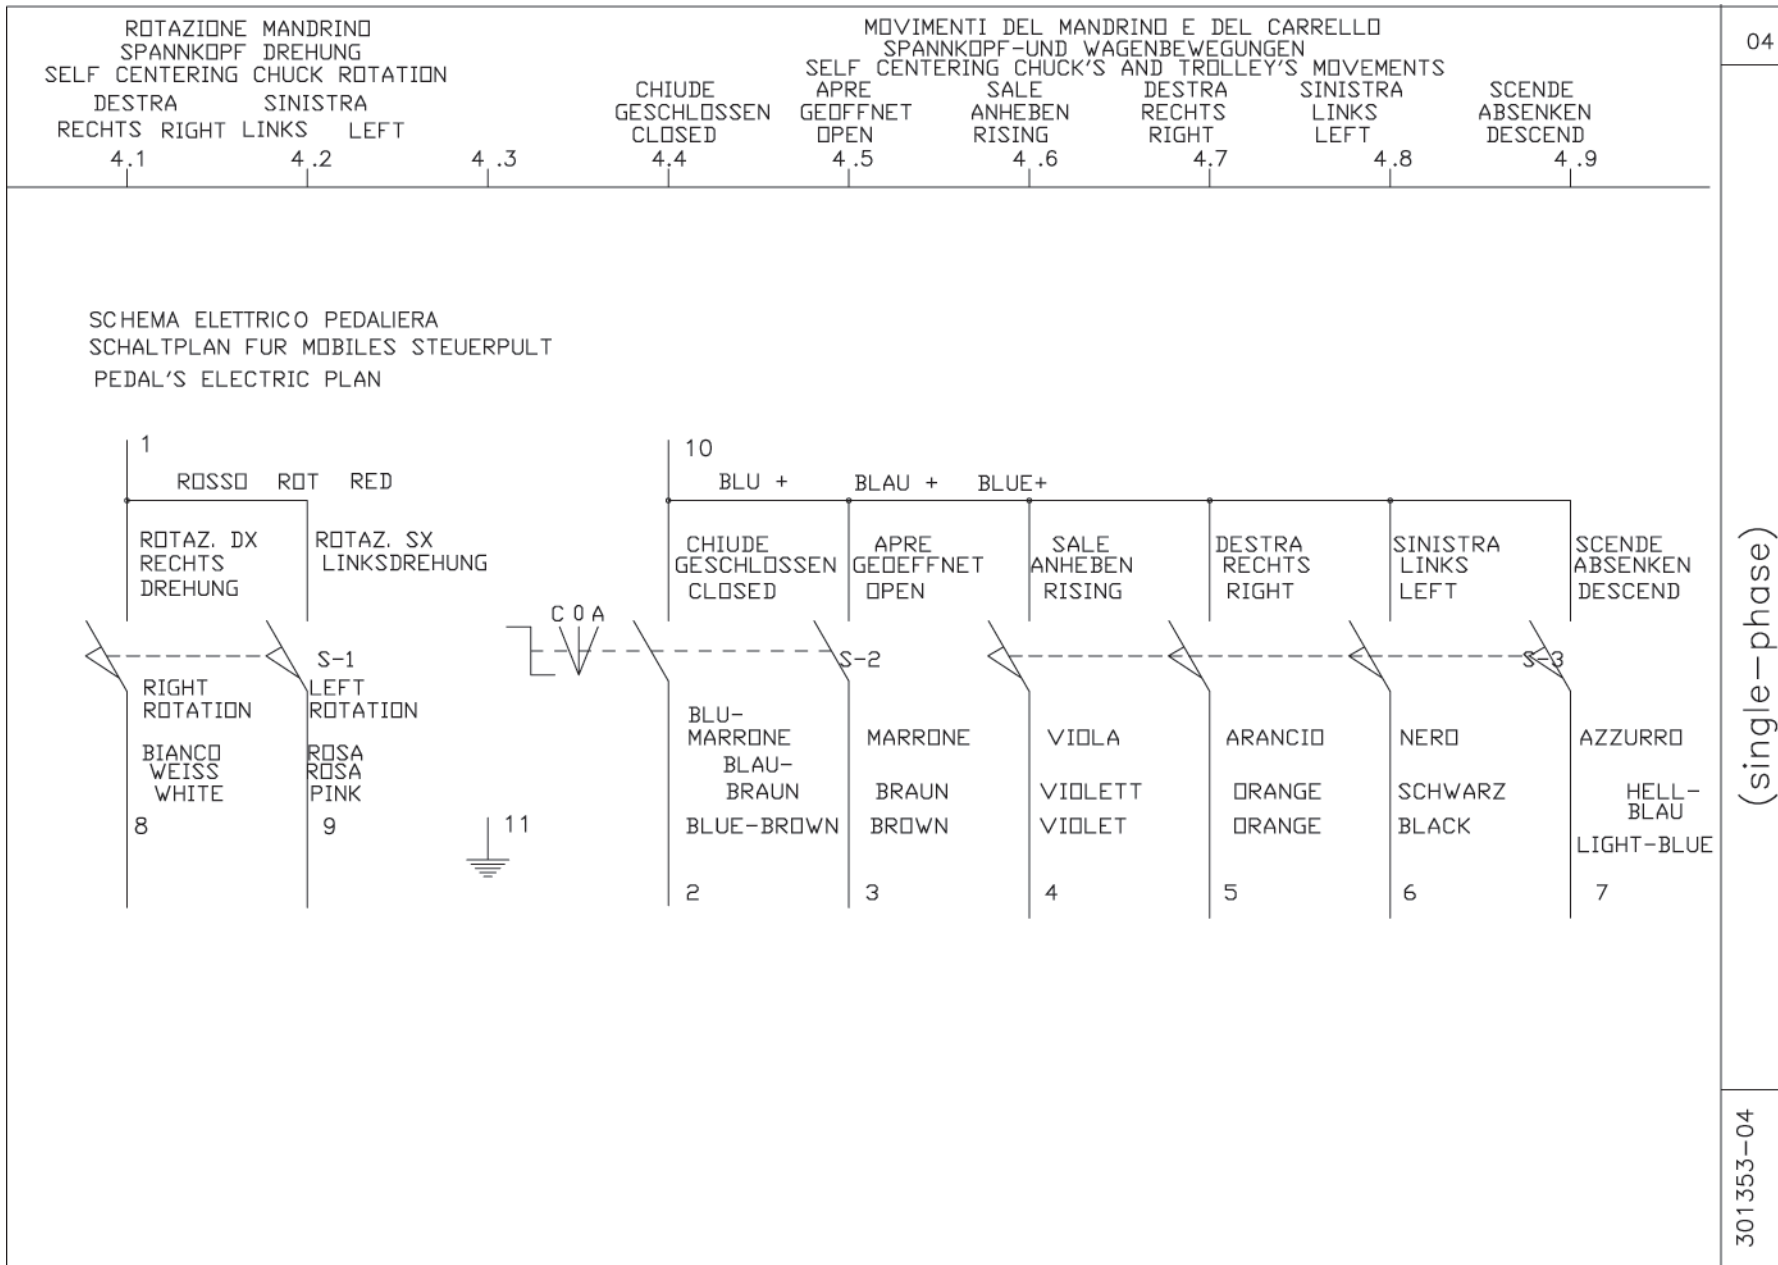 ROTAZIONE MANDRINO
SPANNKOPF DREHUNG
SELF CENTERING CHUCK ROTATION
DESTRA SINISTRA
RECHTS RIGHT LINKS LEFT
MOVIMENTI DEL MANDRINO E DEL CARRELLO
SPANNKOPF-UND WAGENBEWEGUNGEN
SELF CENTERING CHUCK'S AND TROLLEY'S MOVEMENTS
CHIUDE APRE SALE DESTRA SINISTRA SCENDE
GESCHLOSSEN GEOFFNET ANHEBEN RECHTS LINKS ABSENKEN
CLOSED OPEN RISING RIGHT LEFT DESCEND
4.1 4.2 4.3 4.4 4.5 4.6 4.7 4.8 4.9
04
SCHEMA ELETTRICO PEDALIERA
SCHALTPLAN FUR MOBILES STEUERPULT
PEDAL'S ELECTRIC PLAN
1 10
ROSSO ROT RED BLU + BLAU + BLUE+
ROTAZ. DX
RECHTS
DREHUNG
ROTAZ. SX
LINKSDREHUNG
CHIUDE
GESCHLOSSEN
CLOSED
APRE
GEOEFFNET
OPEN
SALE
ANHEBEN
RISING
DESTRA
RECHTS
RIGHT
SINISTRA
LINKS
LEFT
SCENDE
ABSENKEN
DESCEND
C 0 A
S-1 S-2 S-3
RIGHT
ROTATION
LEFT
ROTATION
BIANCO
WEISS
WHITE
8
ROSA
ROSA
PINK
9
11
BLU-
MARRONE
BLAU-
BRAUN
BLUE-BROWN
2
MARRONE
BRAUN
BROWN
3
VIOLA
VIOLETT
VIOLET
4
ARANCIO
ORANGE
ORANGE
5
NERO
SCHWARZ
BLACK
6
AZZURRO
HELL-
BLAU
LIGHT-BLUE
7
(single-phase)
301353-04